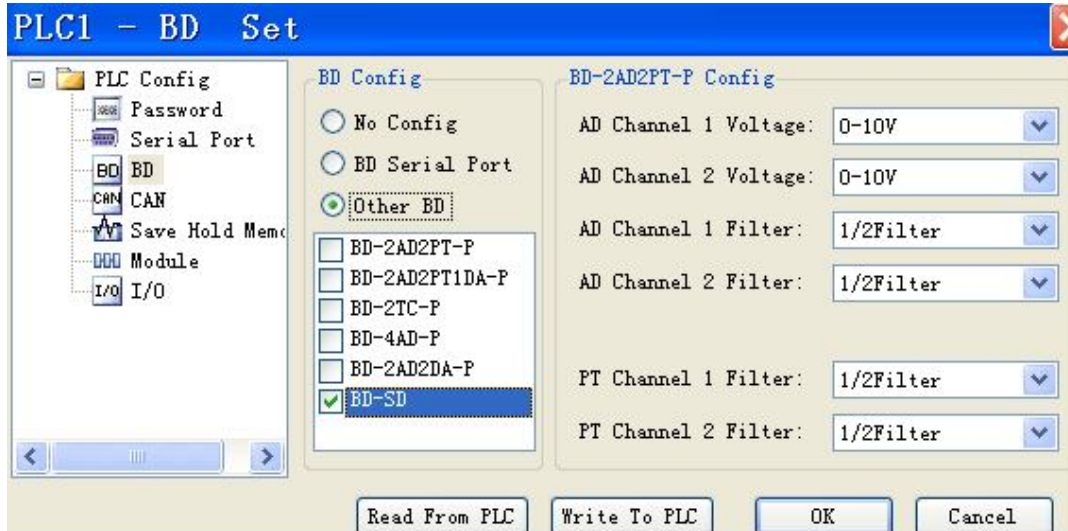 PLC1 - BD Set
PLC Config
Password
Serial Port
BD BD
CAN CAN
Save Hold Memo
Module
I/O I/O
BD Config
No Config
BD Serial Port
Other BD
BD-2AD2PT-P
BD-2AD2PT1DA-P
BD-2TC-P
BD-4AD-P
BD-2AD2DA-P
BD-SD
BD-2AD2PT-P Config
AD Channel 1 Voltage: 0-10V
AD Channel 2 Voltage: 0-10V
AD Channel 1 Filter: 1/2Filter
AD Channel 2 Filter: 1/2Filter
PT Channel 1 Filter: 1/2Filter
PT Channel 2 Filter: 1/2Filter
Read From PLC
Write To PLC
OK
Cancel